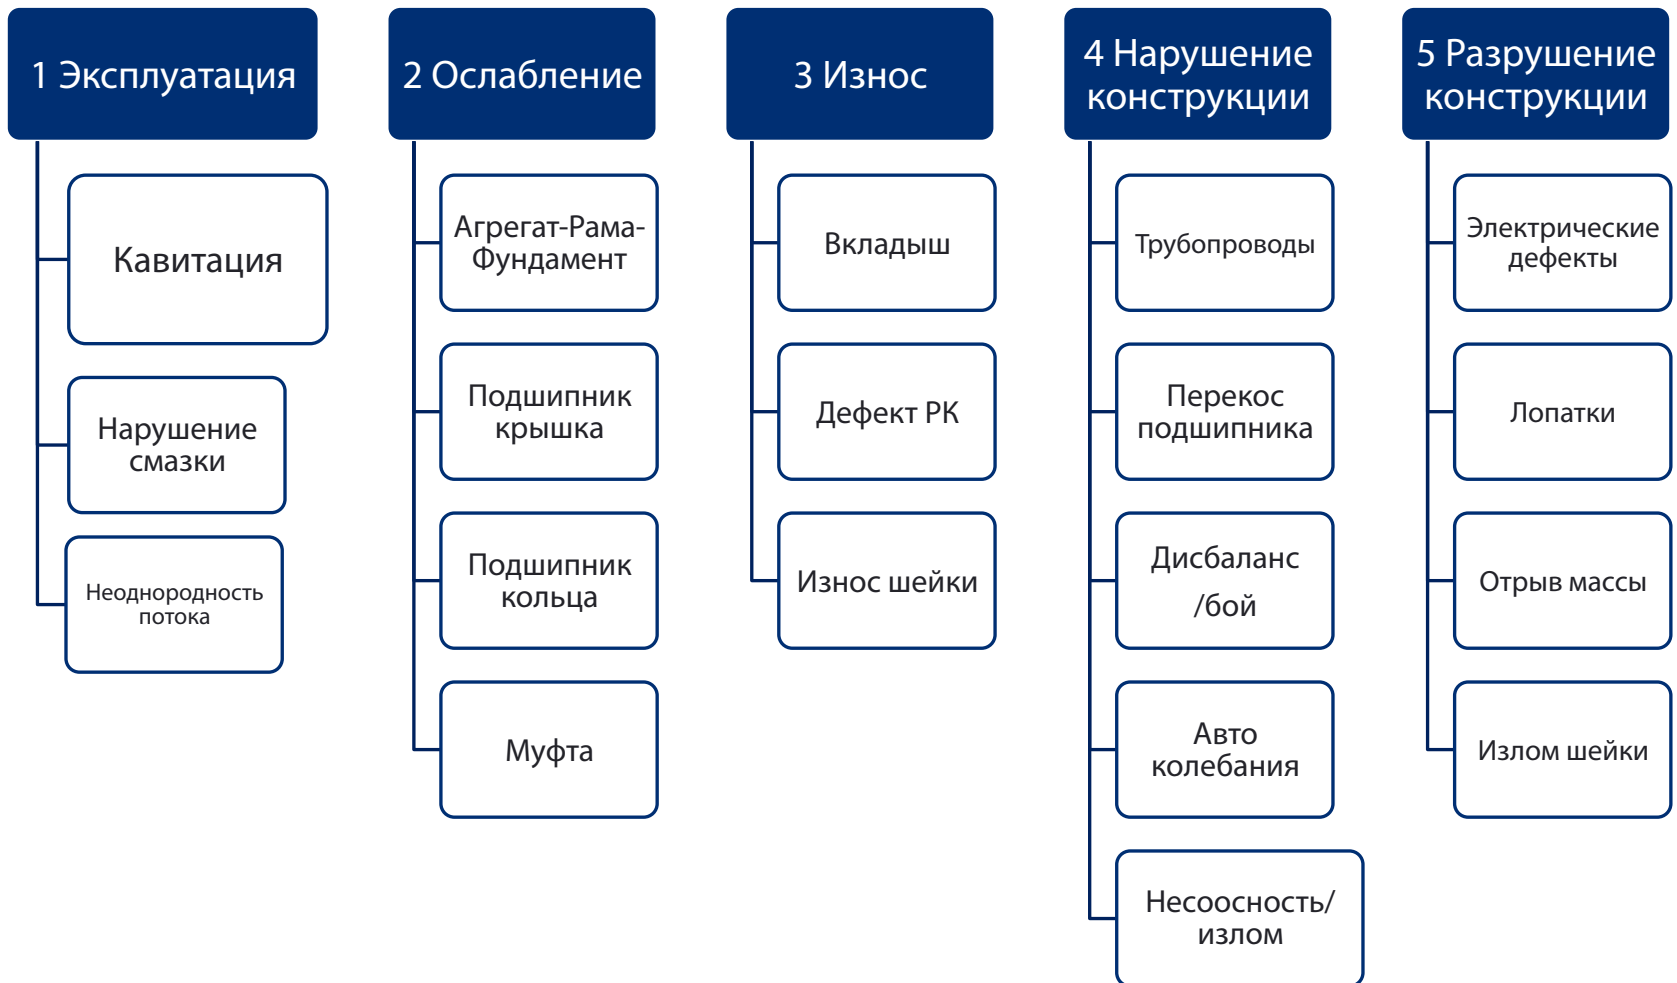 1 Эксплуатация
Кавитация
Нарушение
смазки
Неоднородность
потока
2 Ослабление
Агрегат-Рама-
Фундамент
Подшипник
крышка
Подшипник
кольца
Муфта
3 Износ
Вкладыш
Дефект РК
Износ шейки
4 Нарушение
конструкции
Трубопроводы
Перекос
подшипника
Дисбаланс
/бой
Авто
колебания
Несоосность/
излом
5 Разрушение
конструкции
Электрические
дефекты
Лопатки
Отрыв массы
Излом шейки